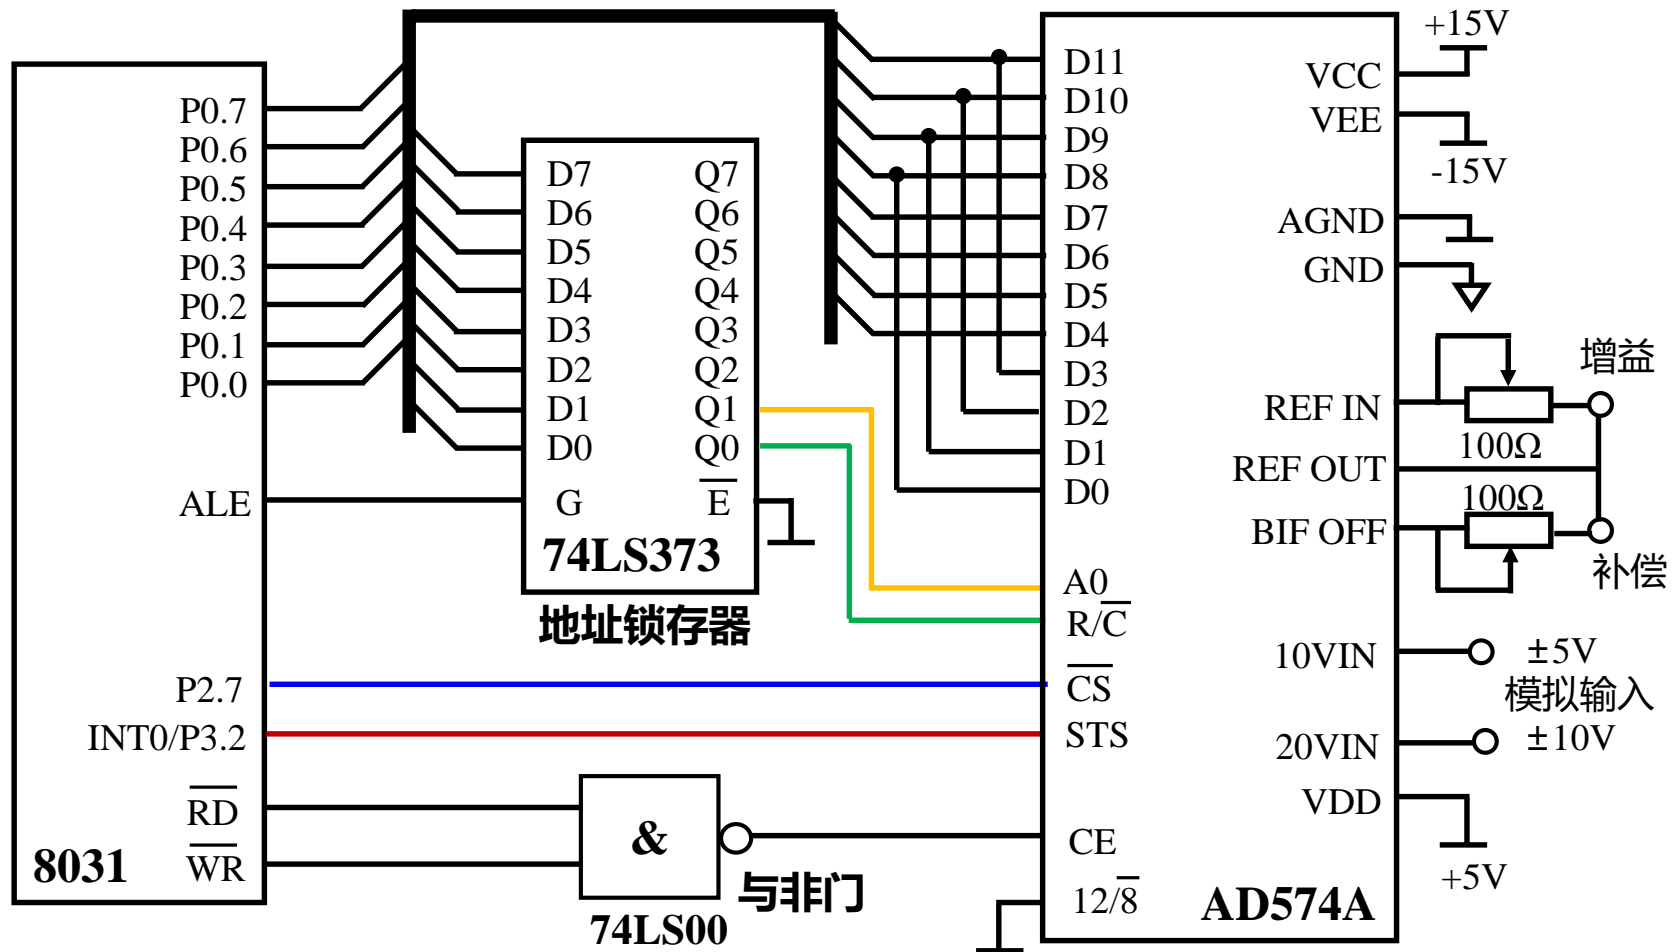 P0.7
P0.6
P0.5
P0.4
P0.3
P0.2
P0.1
P0.0
ALE
P2.7
INT0/P3.2
RD
WR
8031
D7 Q7
D6 Q6
D5 Q5
D4 Q4
D3 Q3
D2 Q2
D1 Q1
D0 Q0
G E
74LS373
地址锁存器
&
与非门
74LS00
D11
D10
D9
D8
D7
D6
D5
D4
D3
D2
D1
D0
A0
R/C
CS
STS
CE
12/8
VCC
VEE
AGND
GND
REF IN
REF OUT
BIF OFF
10VIN
20VIN
VDD
AD574A
+15V
-15V
增益
100Ω
100Ω
补偿
±5V
模拟输入
±10V
+5V